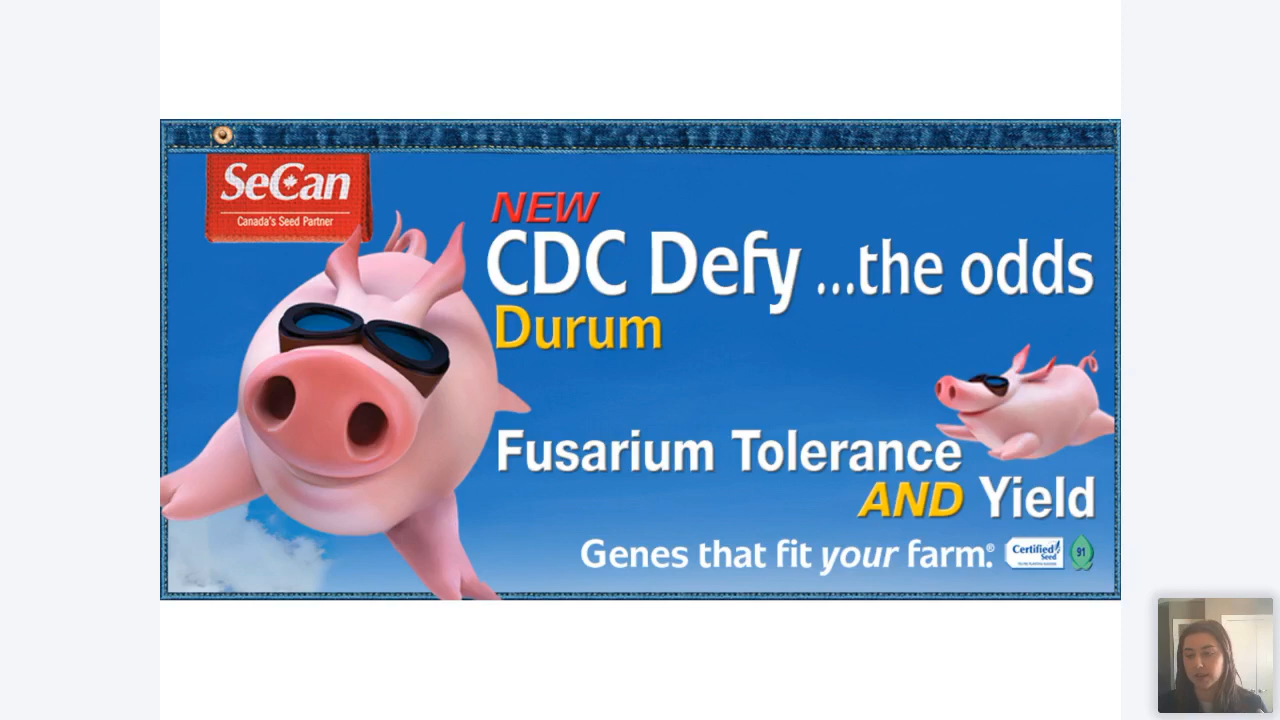 SeCan
Canada's Seed Partner
NEW
CDC Defy ...the odds
Durum
Fusarium Tolerance
AND Yield
Genes that fit your farm.®
Certified
Seed
91